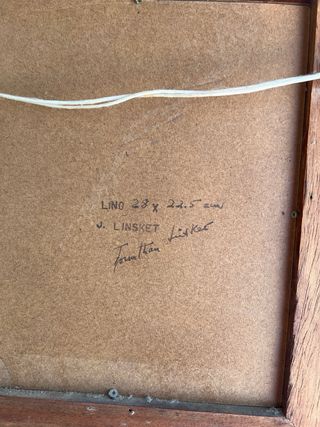 LINO 28 x 22.5 cm
J. LINSKET
Jonathan Linsket